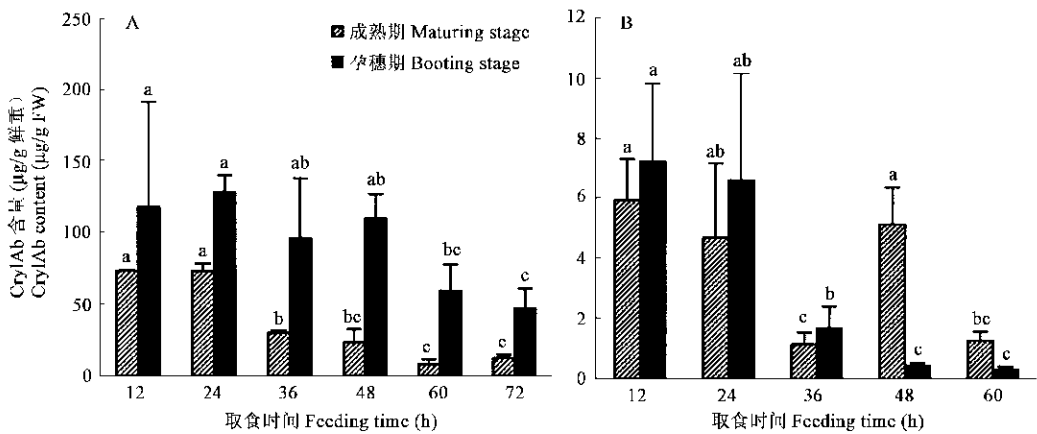 A
成熟期 Maturing stage
孕穗期 Booting stage
CryIAb 含量 (μg/g 鲜重)
CryIAb content (μg/g FW)
250
200
150
100
50
0
a a a a b ab bc ab c bc c c
12 24 36 48 60 72
取食时间 Feeding time (h)
B
12
10
8
6
4
2
0
a a ab ab c b a c bc c
12 24 36 48 60
取食时间 Feeding time (h)